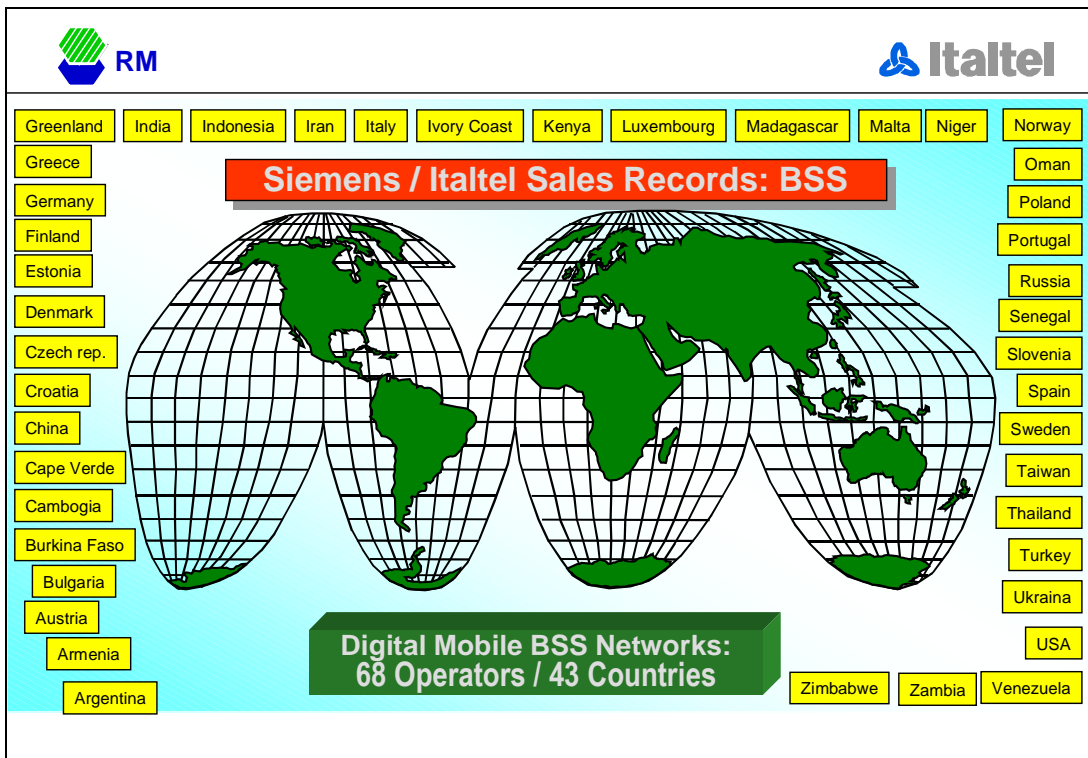 RM
Italtel
Greenland
India
Indonesia
Iran
Italy
Ivory Coast
Kenya
Luxembourg
Madagascar
Malta
Niger
Norway
Siemens / Italtel Sales Records: BSS
Greece
Germany
Finland
Estonia
Denmark
Czech rep.
Croatia
China
Cape Verde
Cambogia
Burkina Faso
Bulgaria
Austria
Armenia
Argentina
Oman
Poland
Portugal
Russia
Senegal
Slovenia
Spain
Sweden
Taiwan
Thailand
Turkey
Ukraina
USA
Venezuela
Zambia
Zimbabwe
Digital Mobile BSS Networks:
68 Operators / 43 Countries